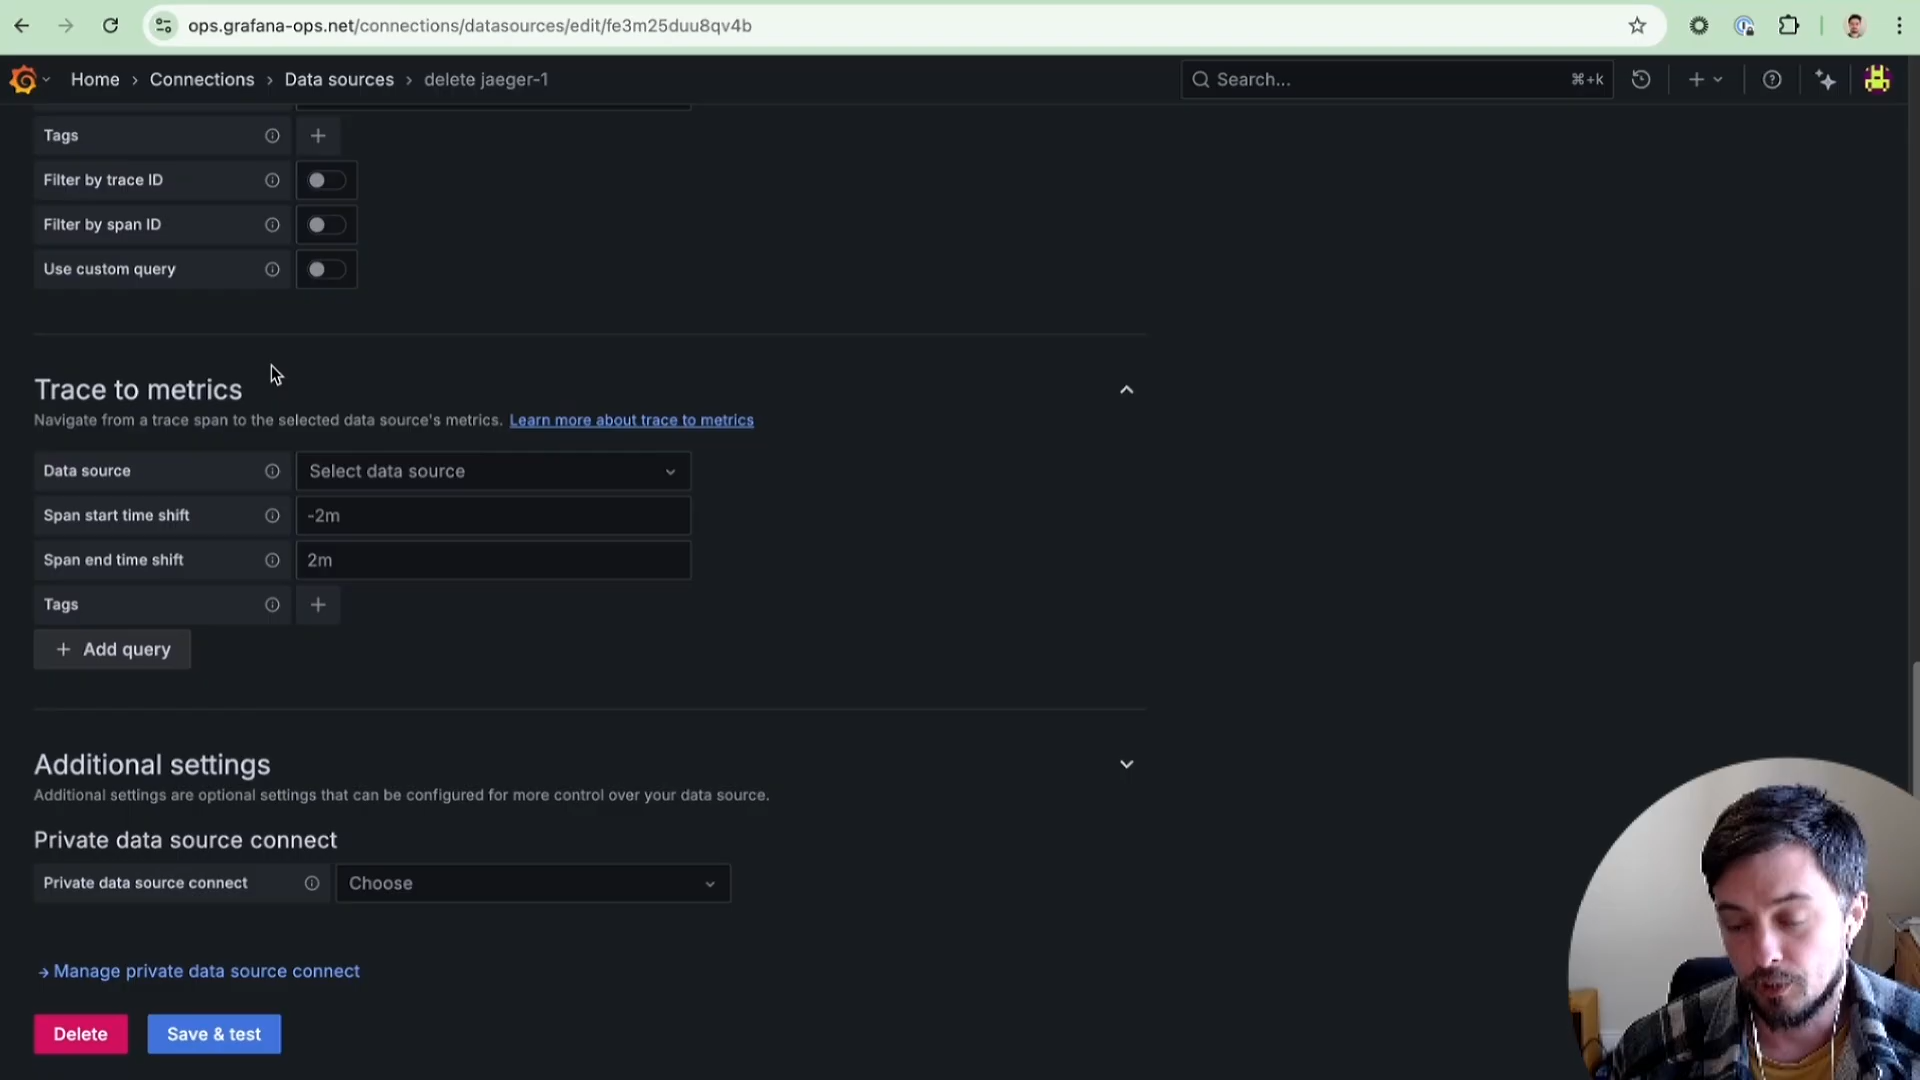 ops.grafana-ops.net/connections/datasources/edit/fe3m25duu8qv4b
Home › Connections › Data sources › delete jaeger-1
Search... ⌘+k
Tags
Filter by trace ID
Filter by span ID
Use custom query
Trace to metrics
Navigate from a trace span to the selected data source's metrics. Learn more about trace to metrics
Data source Select data source
Span start time shift -2m
Span end time shift 2m
Tags
+ Add query
Additional settings
Additional settings are optional settings that can be configured for more control over your data source.
Private data source connect
Private data source connect Choose
→ Manage private data source connect
Delete Save & test